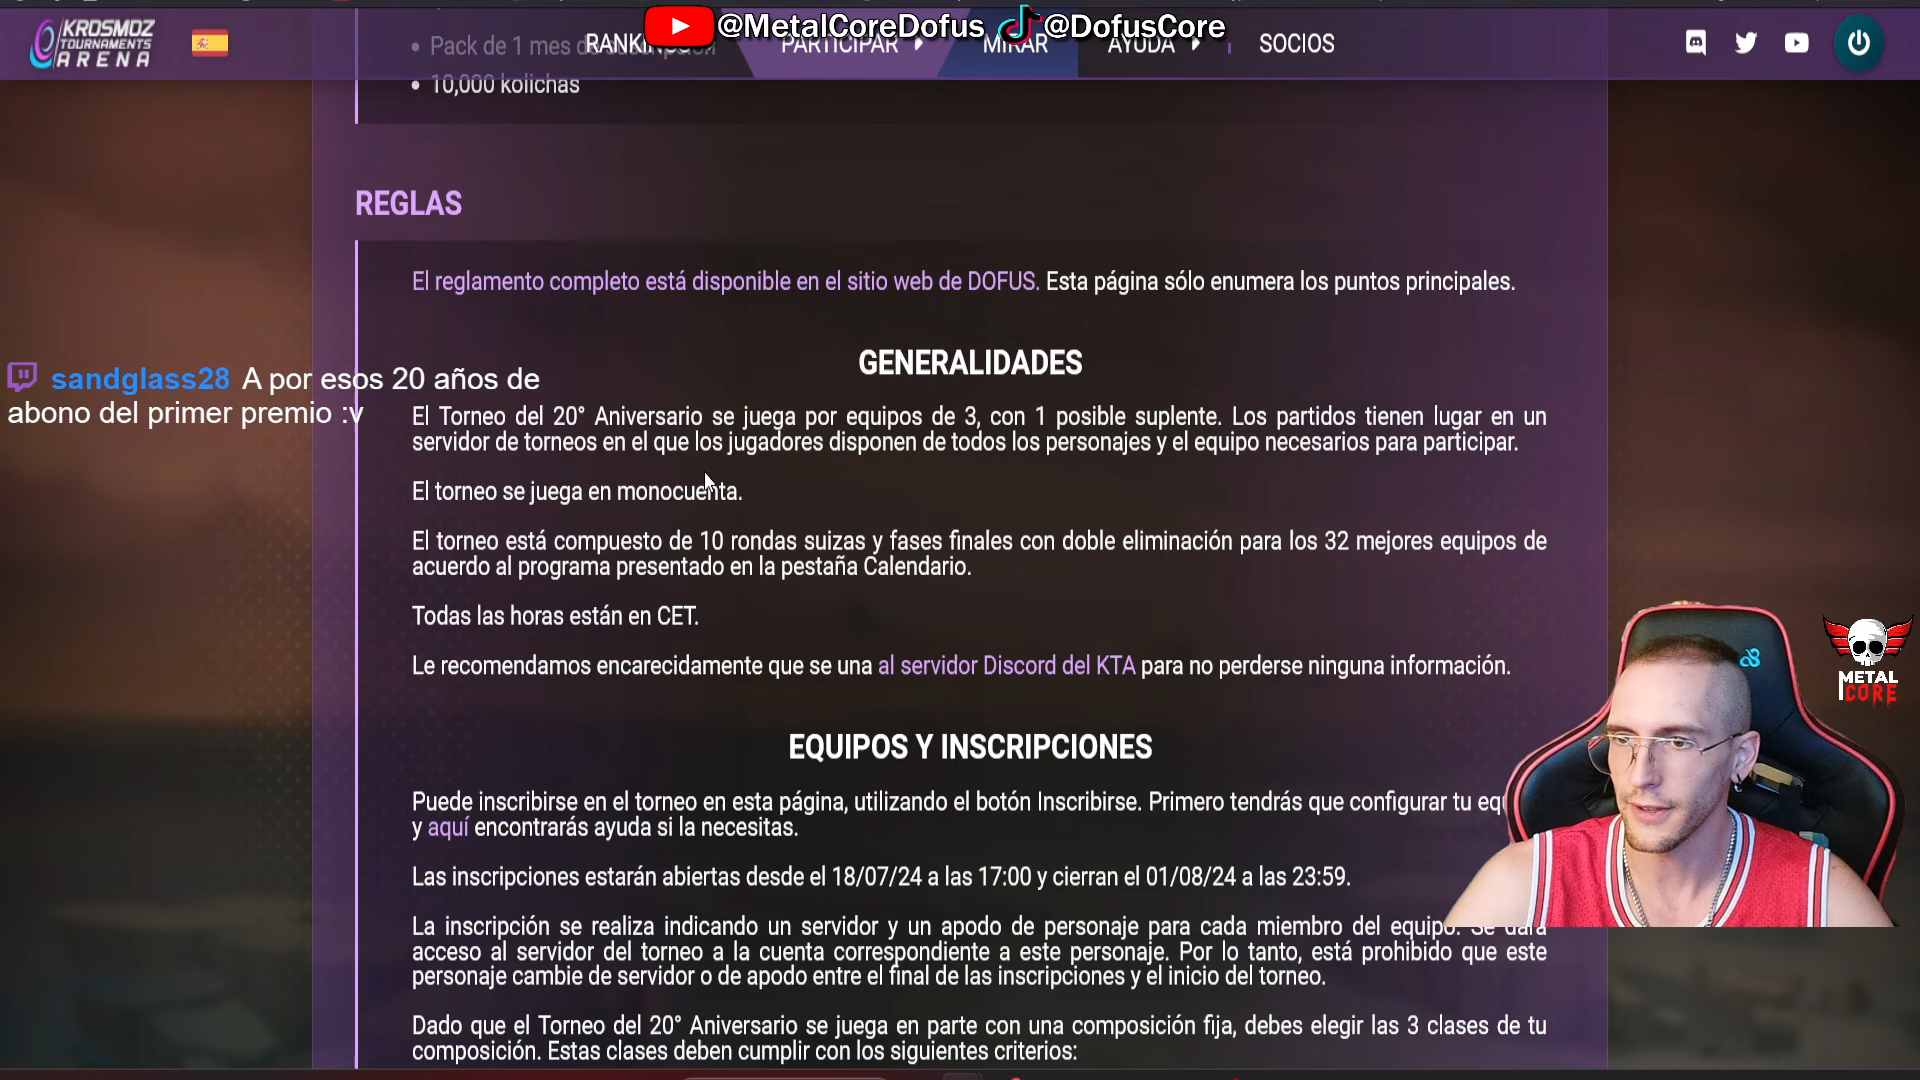 @MetalCoreDofus @DofusCore
KROSMOZ
TOURNAMENTS
ARENA
PARTICIPAR
MIRAR
AYUDA
SOCIOS
Pack de 1 mes de
10,000 kolichas
REGLAS
El reglamento completo está disponible en el sitio web de DOFUS. Esta página sólo enumera los puntos principales.
GENERALIDADES
sandglass28 A por esos 20 años de
abono del primer premio :v
El Torneo del 20° Aniversario se juega por equipos de 3, con 1 posible suplente. Los partidos tienen lugar en un
servidor de torneos en el que los jugadores disponen de todos los personajes y el equipo necesarios para participar.
El torneo se juega en monocuenta.
El torneo está compuesto de 10 rondas suizas y fases finales con doble eliminación para los 32 mejores equipos de
acuerdo al programa presentado en la pestaña Calendario.
Todas las horas están en CET.
Le recomendamos encarecidamente que se una al servidor Discord del KTA para no perderse ninguna información.
METAL
CORE
EQUIPOS Y INSCRIPCIONES
Puede inscribirse en el torneo en esta página, utilizando el botón Inscribirse. Primero tendrás que configurar tu
y aquí encontrarás ayuda si la necesitas.
Las inscripciones estarán abiertas desde el 18/07/24 a las 17:00 y cierran el 01/08/24 a las 23:59.
La inscripción se realiza indicando un servidor y un apodo de personaje para cada miembro del equipo. Se dará
acceso al servidor del torneo a la cuenta correspondiente a este personaje. Por lo tanto, está prohibido que este
personaje cambie de servidor o de apodo entre el final de las inscripciones y el inicio del torneo.
Dado que el Torneo del 20° Aniversario se juega en parte con una composición fija, debes elegir las 3 clases de tu
composición. Estas clases deben cumplir con los siguientes criterios: